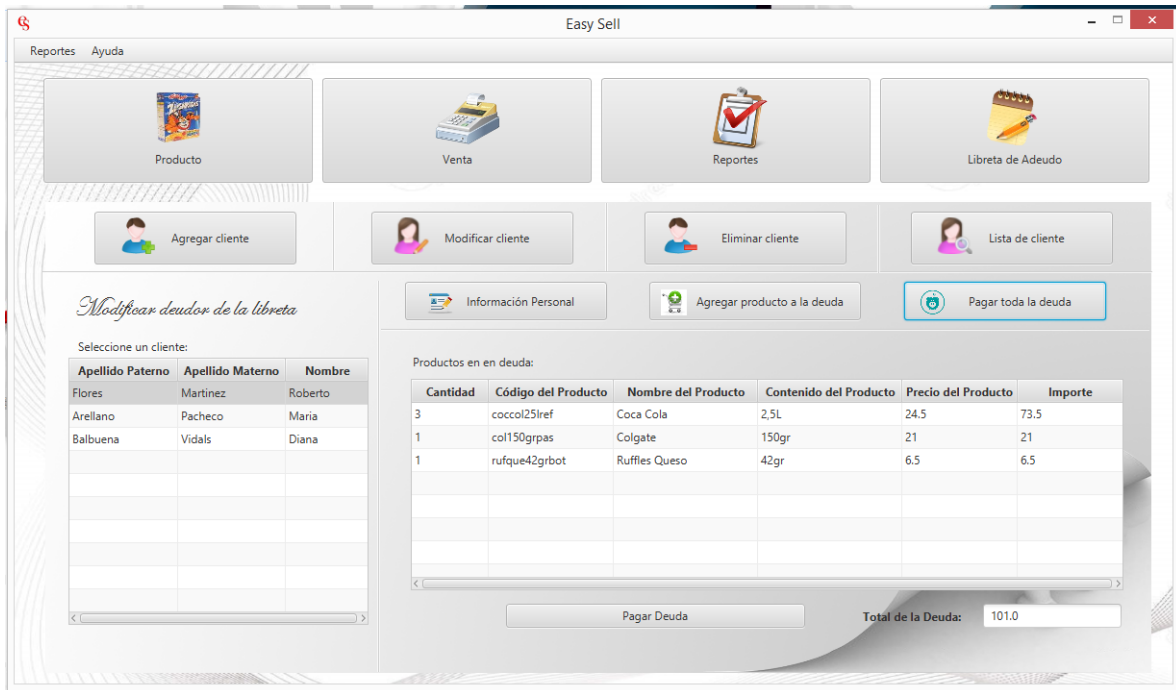 Easy Sell
Reportes Ayuda
Producto Venta Reportes Libreta de Adeudo
Agregar cliente Modificar cliente Eliminar cliente Lista de cliente
Modificar deudor de la libreta
Información Personal Agregar producto a la deuda Pagar toda la deuda
Seleccione un cliente:
Apellido Paterno Apellido Materno Nombre
Flores Martinez Roberto
Arellano Pacheco Maria
Balbuena Vidals Diana
Productos en en deuda:
Cantidad Código del Producto Nombre del Producto Contenido del Producto Precio del Producto Importe
3 coccol25lref Coca Cola 2,5L 24.5 73.5
1 col150grpas Colgate 150gr 21 21
1 rufque42grbot Ruffles Queso 42gr 6.5 6.5
Pagar Deuda Total de la Deuda: 101.0